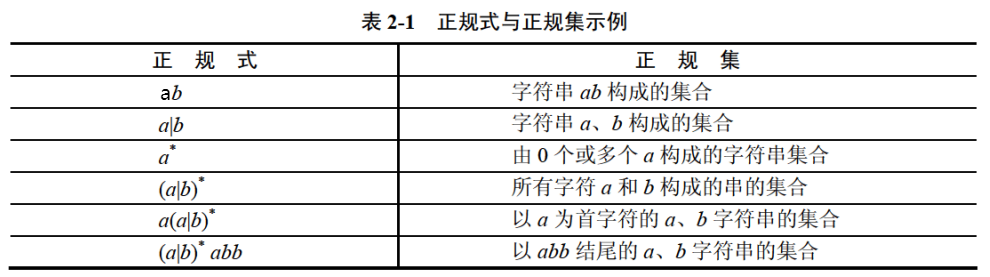 表 2-1 正规式与正规集示例
正 规 式 正 规 集
ab 字符串 ab 构成的集合
a|b 字符串 a、b 构成的集合
a* 由 0 个或多个 a 构成的字符串集合
(a|b)* 所有字符 a 和 b 构成的串的集合
a(a|b)* 以 a 为首字符的 a、b 字符串的集合
(a|b)* abb 以 abb 结尾的 a、b 字符串的集合